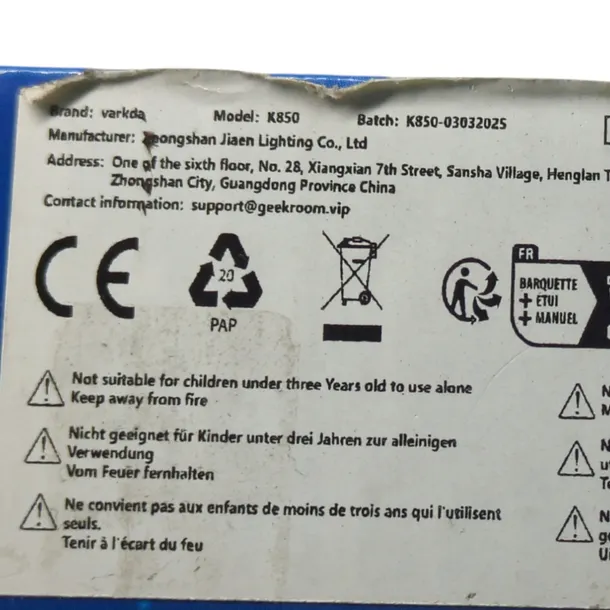 Brand: varkda Model: K850 Batch: K850-03032025
Manufacturer: Jiaen Lighting Co., Ltd
Address: One of the sixth floor, No. 28, Xiangxian 7th Street, Sansha Village, Henglan T
Zhongshan City, Guangdong Province China
Contact information: support@geekroom.vip
CE
20
PAP
FR
BARQUETTE
+ ÉTUI
+ MANUEL
Not suitable for children under three Years old to use alone
Keep away from fire
Nicht geeignet für Kinder unter drei Jahren zur alleinigen
Verwendung
Vom Feuer fernhalten
Ne convient pas aux enfants de moins de trois ans qui l'utilisent
seuls.
Tenir à l'écart du feu